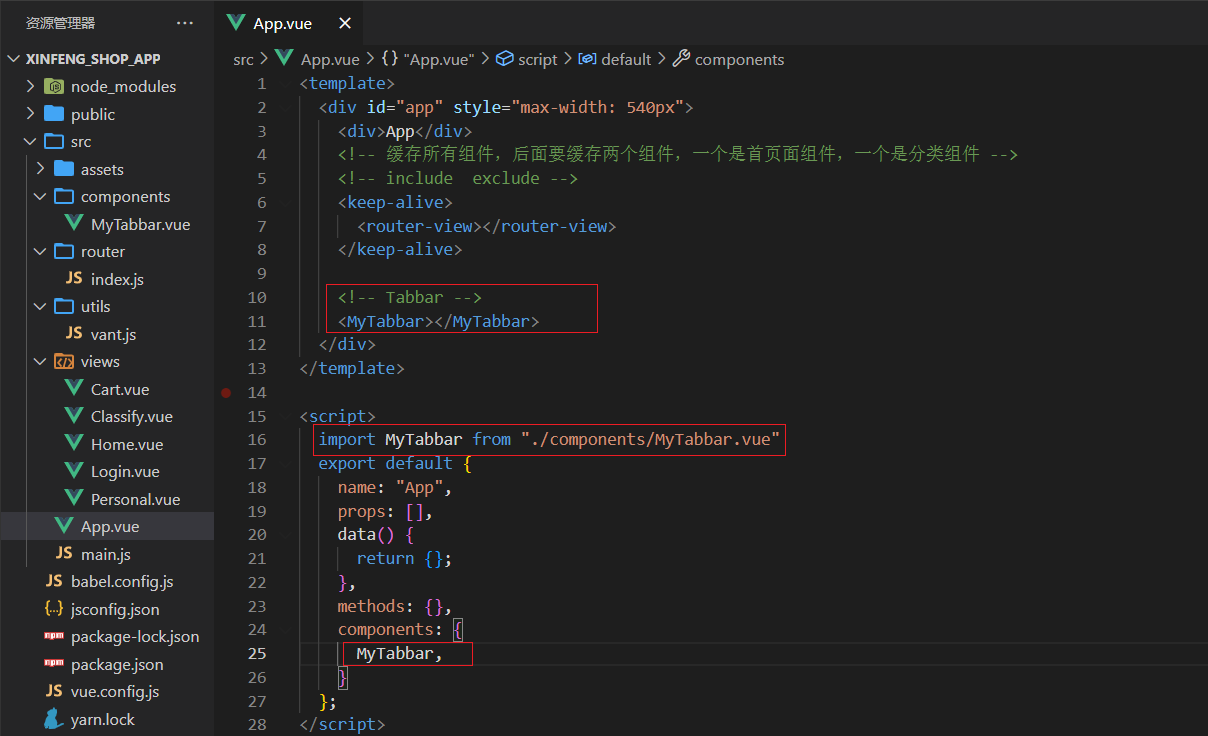 资源管理器
···
XINFENG_SHOP_APP
node_modules
public
src
assets
components
MyTabbar.vue
router
JS index.js
utils
JS vant.js
views
Cart.vue
Classify.vue
Home.vue
Login.vue
Personal.vue
App.vue
JS main.js
JS babel.config.js
{..} jsconfig.json
npm package-lock.json
npm package.json
JS vue.config.js
yarn.lock
App.vue ×
src > App.vue > {} "App.vue" > script > default > components
1 <template>
2 <div id="app" style="max-width: 540px">
3 <div>App</div>
4 <!-- 缓存所有组件，后面要缓存两个组件，一个是首页面组件，一个是分类组件 -->
5 <!-- include  exclude -->
6 <keep-alive>
7 <router-view></router-view>
8 </keep-alive>
9
10 <!-- Tabbar -->
11 <MyTabbar></MyTabbar>
12 </div>
13 </template>
14
15 <script>
16 import MyTabbar from "./components/MyTabbar.vue"
17 export default {
18 name: "App",
19 props: [],
20 data() {
21 return {};
22 },
23 methods: {},
24 components: {
25 MyTabbar,
26 }
27 };
28 </script>